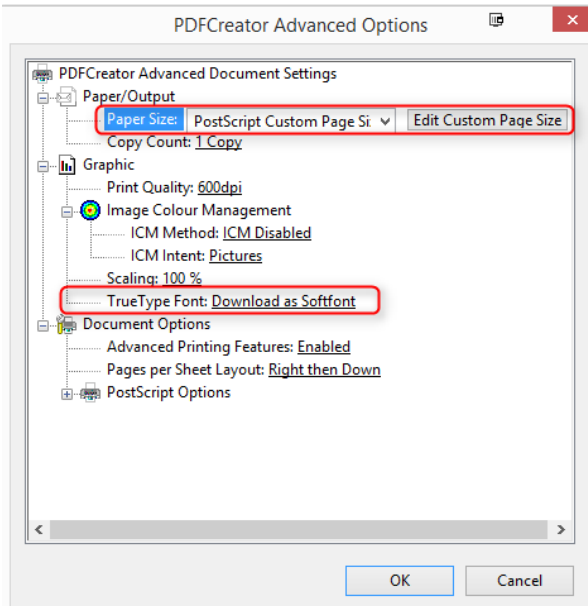 PDFCreator Advanced Options
PDFCreator Advanced Document Settings
Paper/Output
Paper Size: PostScript Custom Page Si Edit Custom Page Size
Copy Count: 1 Copy
Graphic
Print Quality: 600dpi
Image Colour Management
ICM Method: ICM Disabled
ICM Intent: Pictures
Scaling: 100 %
TrueType Font: Download as Softfont
Document Options
Advanced Printing Features: Enabled
Pages per Sheet Layout: Right then Down
PostScript Options
OK Cancel